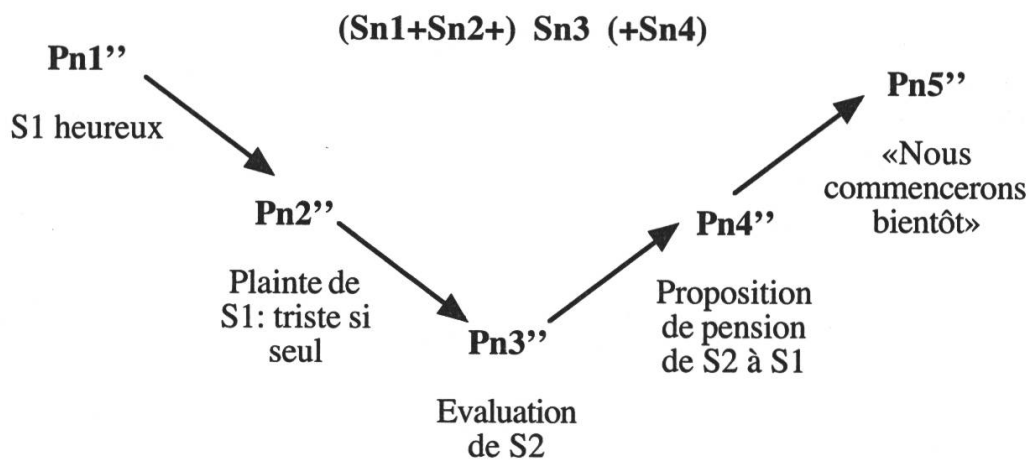 (Sn1+Sn2+) Sn3 (+Sn4)
Pn1’’
S1 heureux
Pn2’’
Plainte de
S1: triste si
seul
Pn3’’
Evaluation
de S2
Pn4’’
Proposition
de pension
de S2 à S1
Pn5’’
«Nous
commencerons
bientôt»